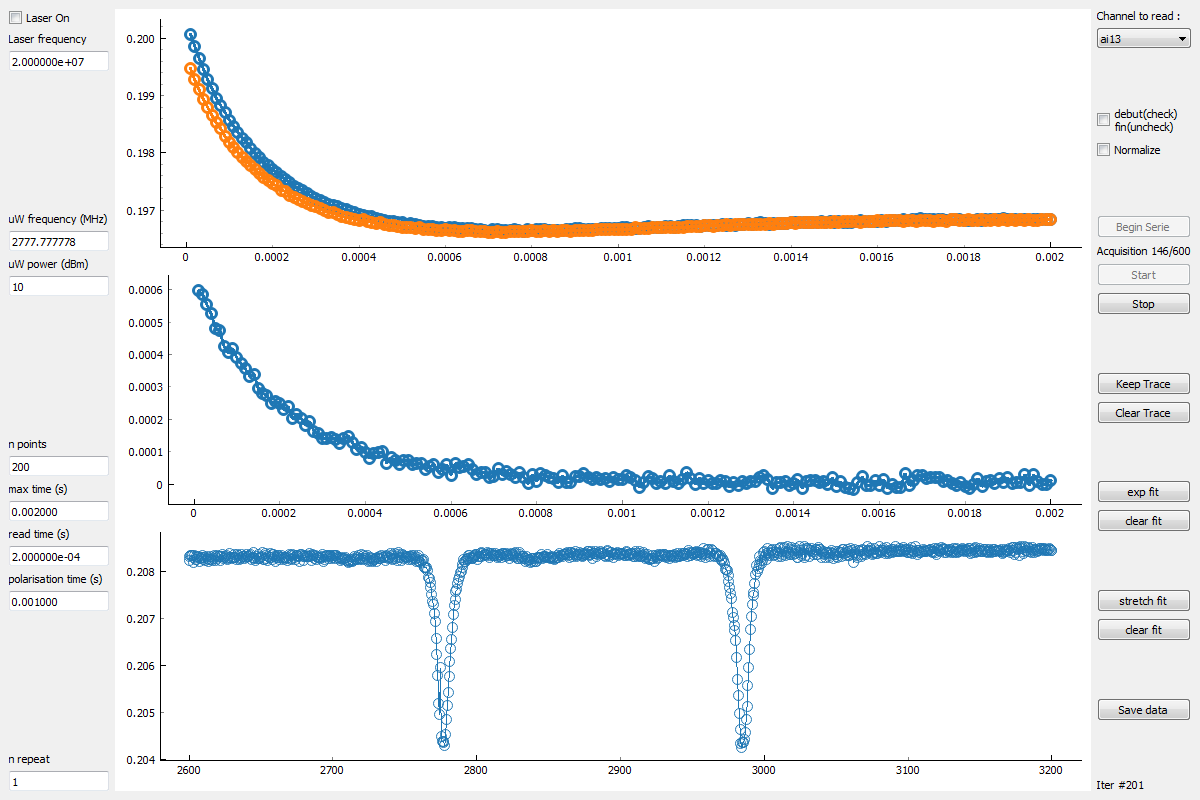 Laser On
Laser frequency
2.000000e+07
uW frequency (MHz)
2777.777778
uW power (dBm)
10
n points
200
max time (s)
0.002000
read time (s)
2.000000e-04
polarisation time (s)
0.001000
n repeat
1
0.200
0.199
0.198
0.197
0 0.0002 0.0004 0.0006 0.0008 0.001 0.0012 0.0014 0.0016 0.0018 0.002
0.0006
0.0005
0.0004
0.0003
0.0002
0.0001
0
0 0.0002 0.0004 0.0006 0.0008 0.001 0.0012 0.0014 0.0016 0.0018 0.002
0.208
0.207
0.206
0.205
0.204
2600 2700 2800 2900 3000 3100 3200
Channel to read :
ai13
debut(check)
fin(uncheck)
Normalize
Begin Serie
Acquisition 146/600
Start
Stop
Keep Trace
Clear Trace
exp fit
clear fit
stretch fit
clear fit
Save data
Iter #201